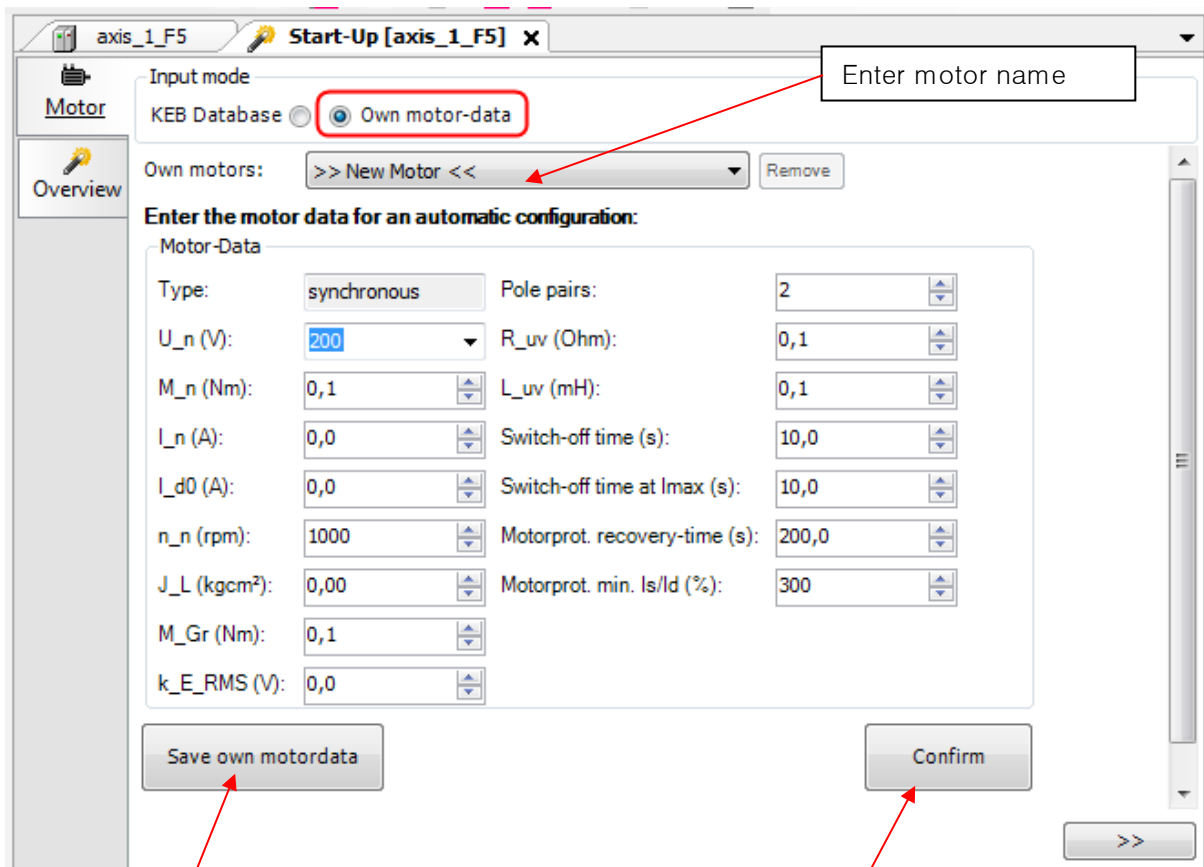 axis_1_F5
Start-Up [axis_1_F5] X
Motor
Overview
Input mode
KEB Database
Own motor-data
Enter motor name
Own motors:
>> New Motor <<
Remove
Enter the motor data for an automatic configuration:
Motor-Data
Type: synchronous Pole pairs: 2
U_n (V): 200 R_uv (Ohm): 0,1
M_n (Nm): 0,1 L_uv (mH): 0,1
I_n (A): 0,0 Switch-off time (s): 10,0
I_d0 (A): 0,0 Switch-off time at Imax (s): 10,0
n_n (rpm): 1000 Motorprot. recovery-time (s): 200,0
J_L (kgcm²): 0,00 Motorprot. min. Is/Id (%): 300
M_Gr (Nm): 0,1
k_E_RMS (V): 0,0
Save own motordata
Confirm
>>